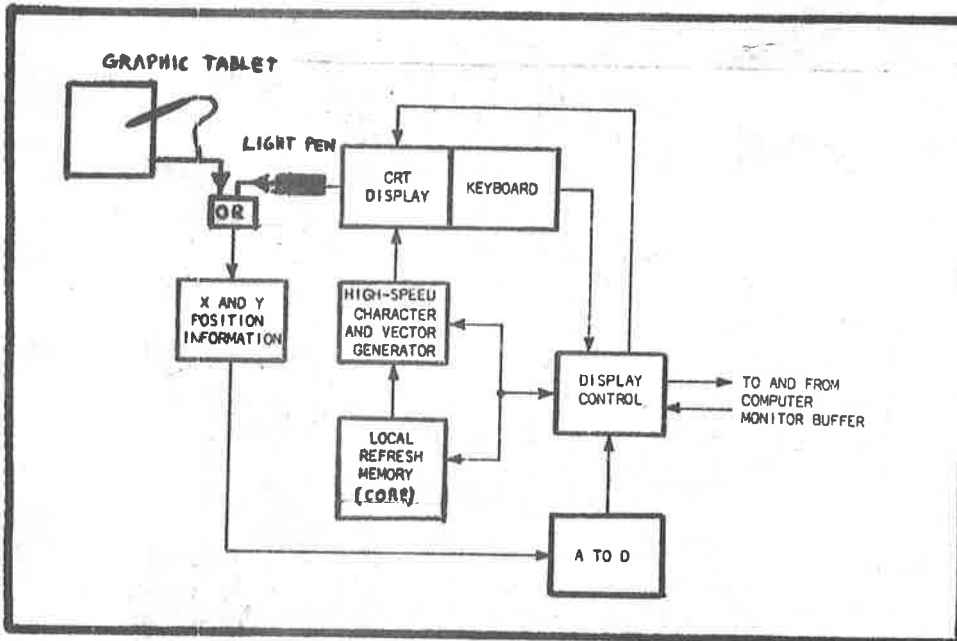 GRAPHIC TABLET
LIGHT PEN
OR
CRT
DISPLAY
KEYBOARD
X AND Y
POSITION
INFORMATION
HIGH-SPEED
CHARACTER
AND VECTOR
GENERATOR
DISPLAY
CONTROL
TO AND FROM
COMPUTER
MONITOR BUFFER
LOCAL
REFRESH
MEMORY
(CORE)
A TO D